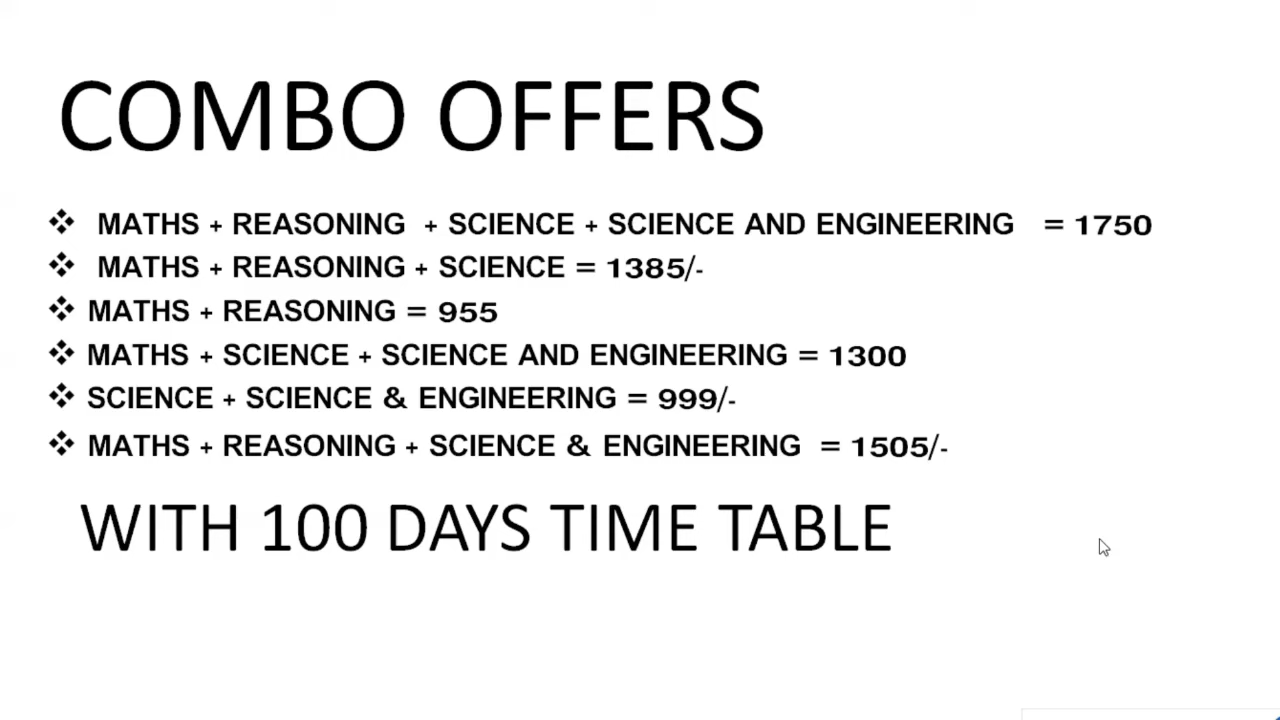 COMBO OFFERS
❖ MATHS + REASONING + SCIENCE + SCIENCE AND ENGINEERING = 1750
❖ MATHS + REASONING + SCIENCE = 1385/-
❖ MATHS + REASONING = 955
❖ MATHS + SCIENCE + SCIENCE AND ENGINEERING = 1300
❖ SCIENCE + SCIENCE & ENGINEERING = 999/-
❖ MATHS + REASONING + SCIENCE & ENGINEERING = 1505/-
WITH 100 DAYS TIME TABLE